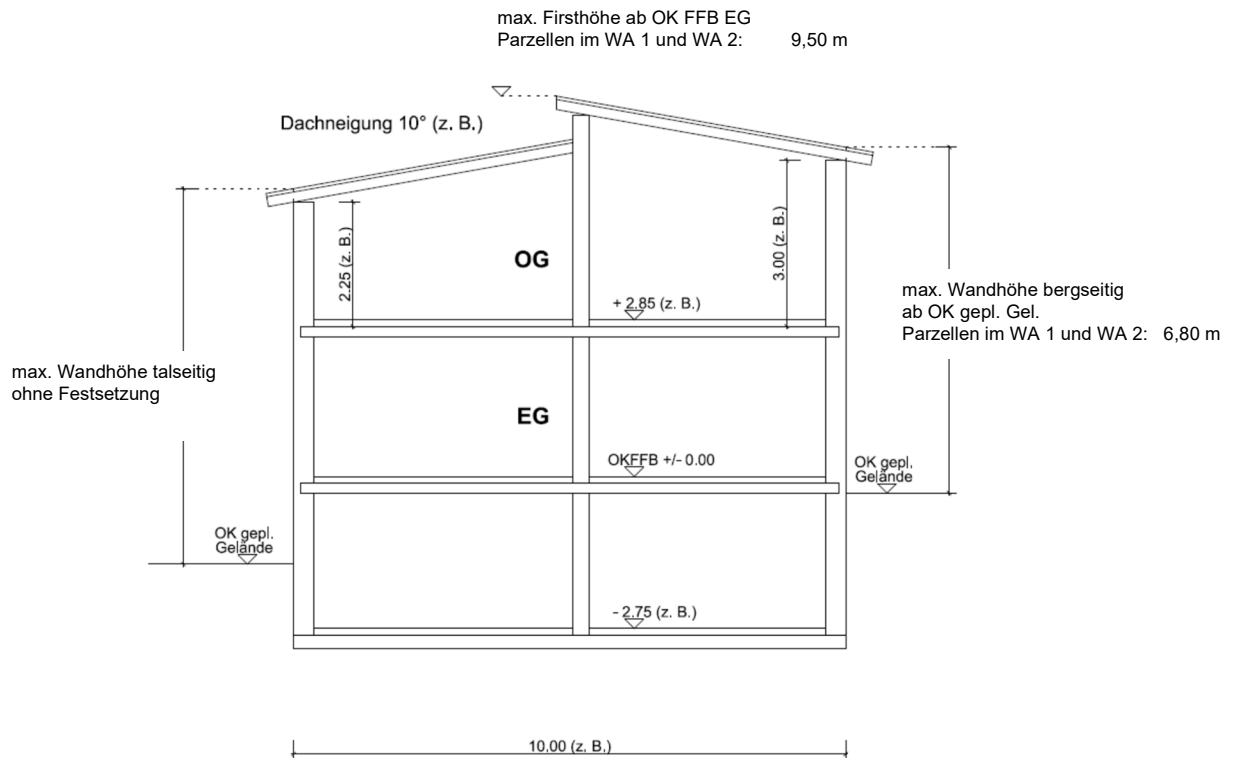 max. Firsthöhe ab OK FFB EG
Parzellen im WA 1 und WA 2: 9,50 m
Dachneigung 10° (z. B.)
2.25 (z. B.)
OG
3.00 (z. B.)
+ 2.85 (z. B.)
max. Wandhöhe bergseitig
ab OK gepl. Gel.
Parzellen im WA 1 und WA 2: 6,80 m
max. Wandhöhe talseitig
ohne Festsetzung
EG
OKFFB +/- 0.00
OK gepl.
Gelände
OK gepl.
Gelände
- 2.75 (z. B.)
10.00 (z. B.)